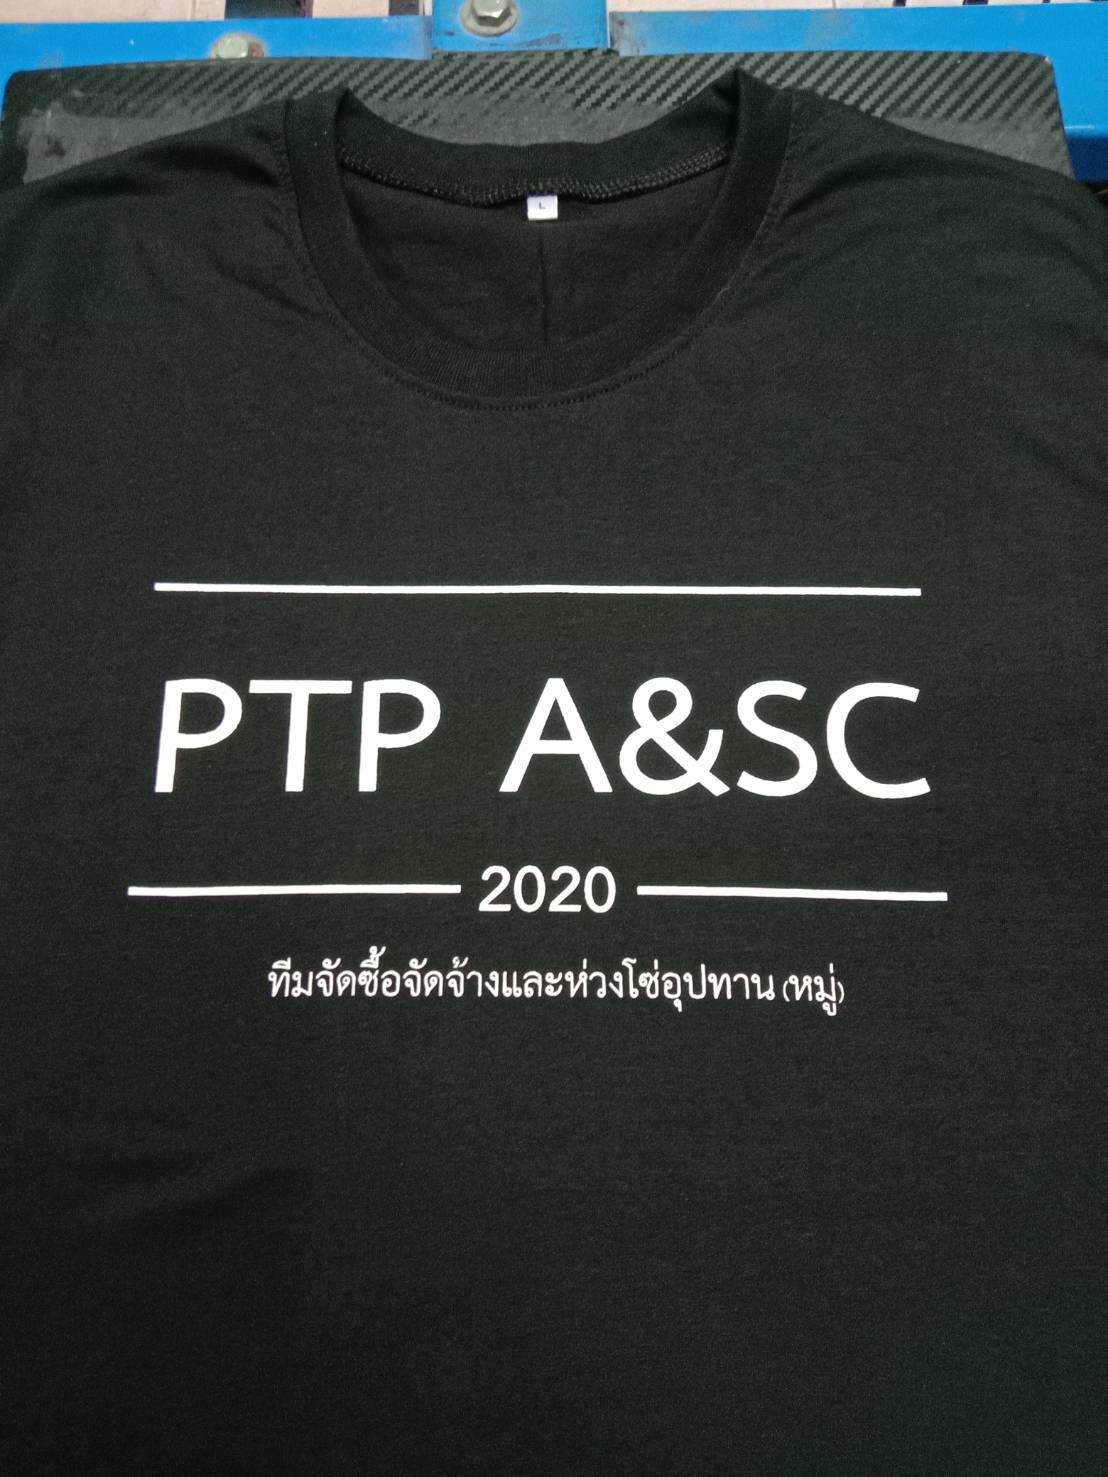 L
PTP A&SC
2020
ทีมจัดซื้อจัดจ้างและห่วงโซ่อุปทาน (หมู่)